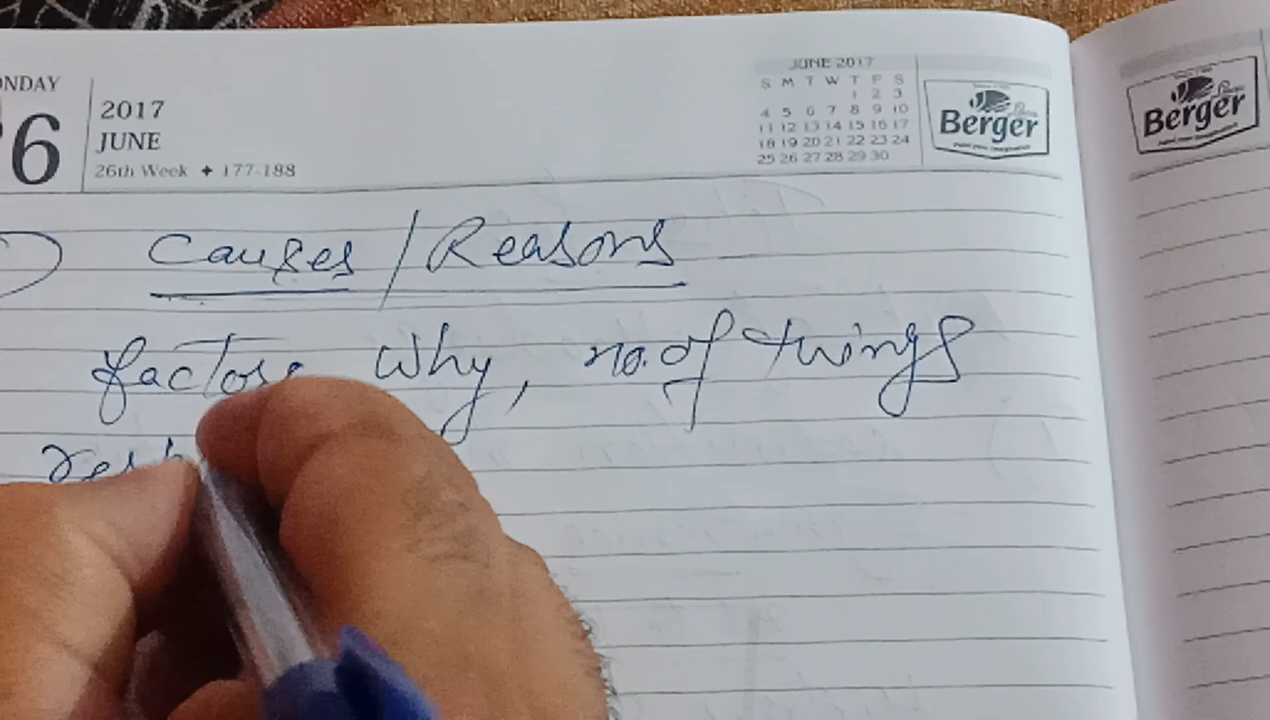 ONDAY
6
2017
JUNE
26th Week ✦ 177-188
JUNE 2017
S M T W T F S
1 2 3
4 5 6 7 8 9 10
11 12 13 14 15 16 17
18 19 20 21 22 23 24
25 26 27 28 29 30
Berger
Berger
Causes / Reasons
factors why, no. of things